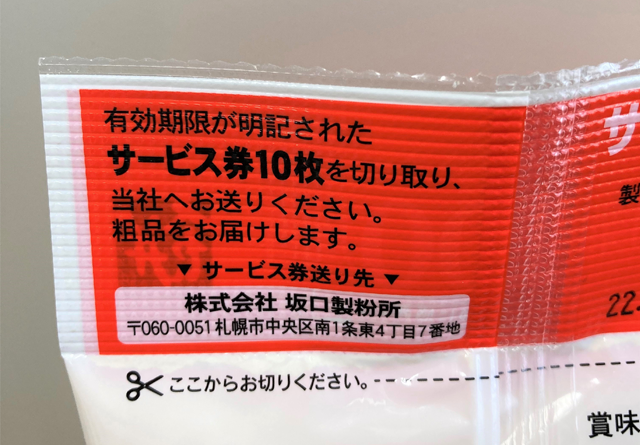 有効期限が明記された
サービス券10枚を切り取り、
当社へお送りください。
粗品をお届けします。
▼ サービス券送り先 ▼
株式会社 坂口製粉所
〒060-0051 札幌市中央区南1条東4丁目7番地
ここからお切りください。
サ
製
22.
賞味